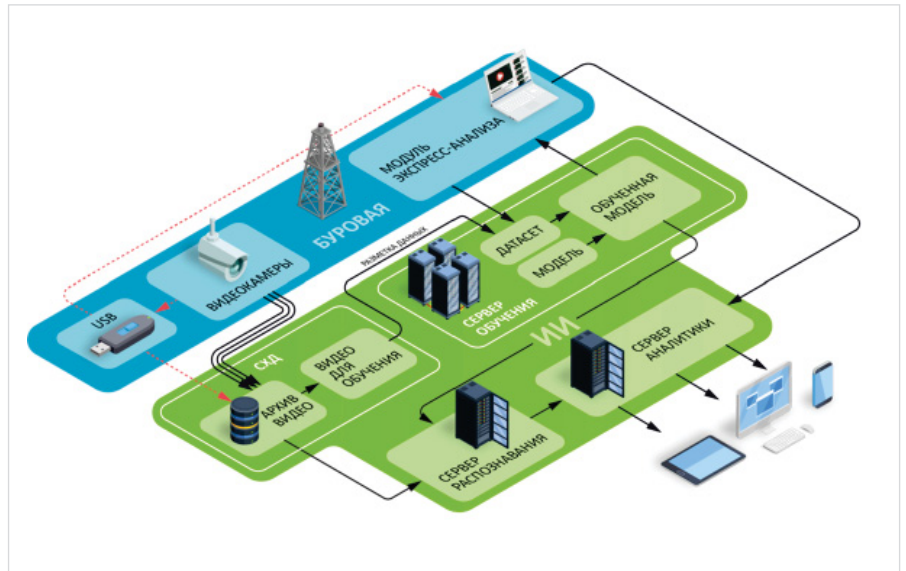 МОДУЛЬ
ЭКСПРЕСС-АНАЛИЗА
БУРОВАЯ
ВИДЕОКАМЕРЫ
USB
РАЗМЕТКА ДАННЫХ
ДАТАСЕТ
МОДЕЛЬ
ОБУЧЕННАЯ
МОДЕЛЬ
СЕРВЕР
ОБУЧЕНИЯ
ИИ
СХД
АРХИВ
ВИДЕО
ВИДЕО
ДЛЯ
ОБУЧЕНИЯ
СЕРВЕР
РАСПОЗНАВАНИЯ
СЕРВЕР
АНАЛИТИКИ